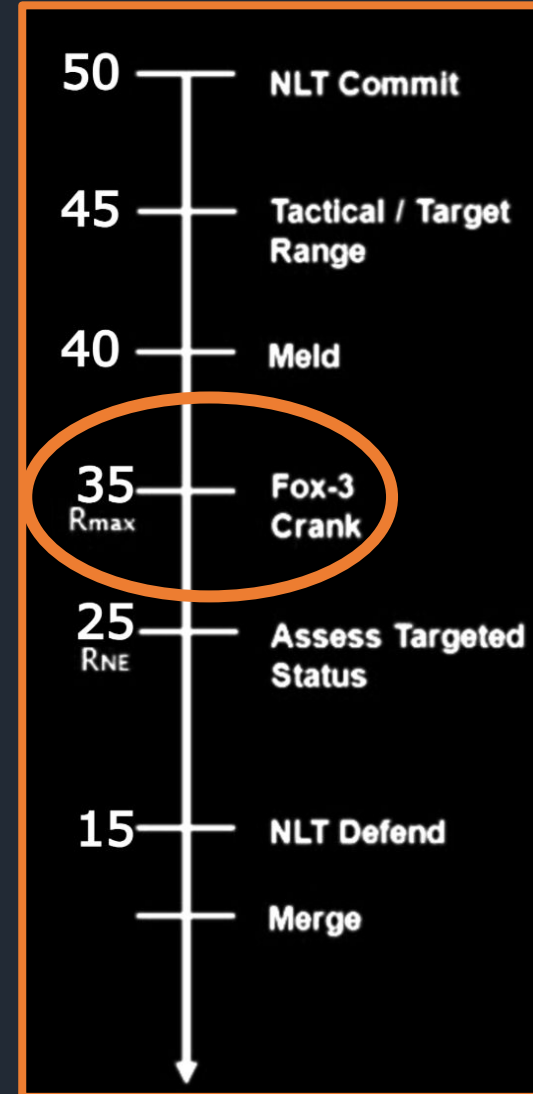 50 NLT Commit
45 Tactical / Target
Range
40 Meld
35 Fox-3
Rmax Crank
25 Assess Targeted
RNE Status
15 NLT Defend
Merge